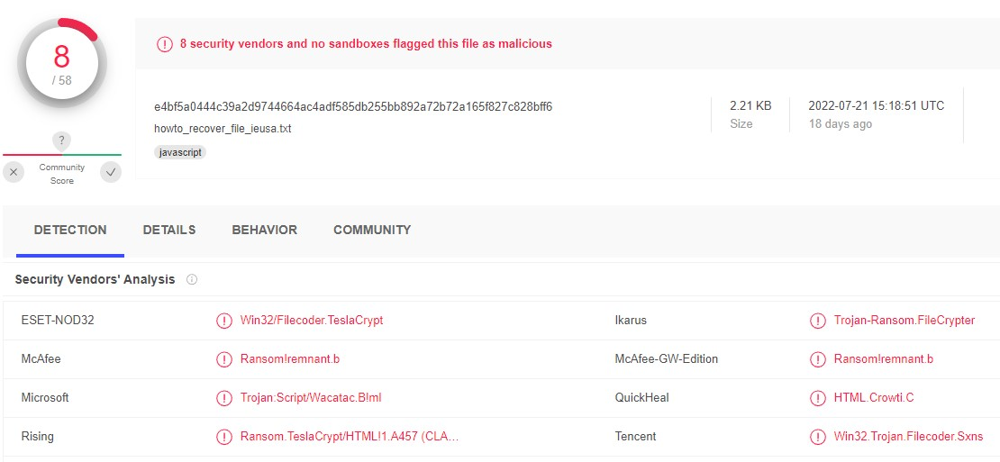 8
/ 58
?
Community
Score
8 security vendors and no sandboxes flagged this file as malicious
e4bf5a0444c39a2d9744664ac4adf585db255bb892a72b72a165f827c828bff6
howto_recover_file_ieusa.txt
javascript
2.21 KB
Size
2022-07-21 15:18:51 UTC
18 days ago
DETECTION DETAILS BEHAVIOR COMMUNITY
Security Vendors' Analysis
ESET-NOD32 Win32/Filecoder.TeslaCrypt Ikarus Trojan-Ransom.FileCrypter
McAfee Ransom!remnant.b McAfee-GW-Edition Ransom!remnant.b
Microsoft Trojan:Script/Wacatac.B!ml QuickHeal HTML.Crowti.C
Rising Ransom.TeslaCrypt/HTML!1.A457 (CLA... Tencent Win32.Trojan.Filecoder.Sxns